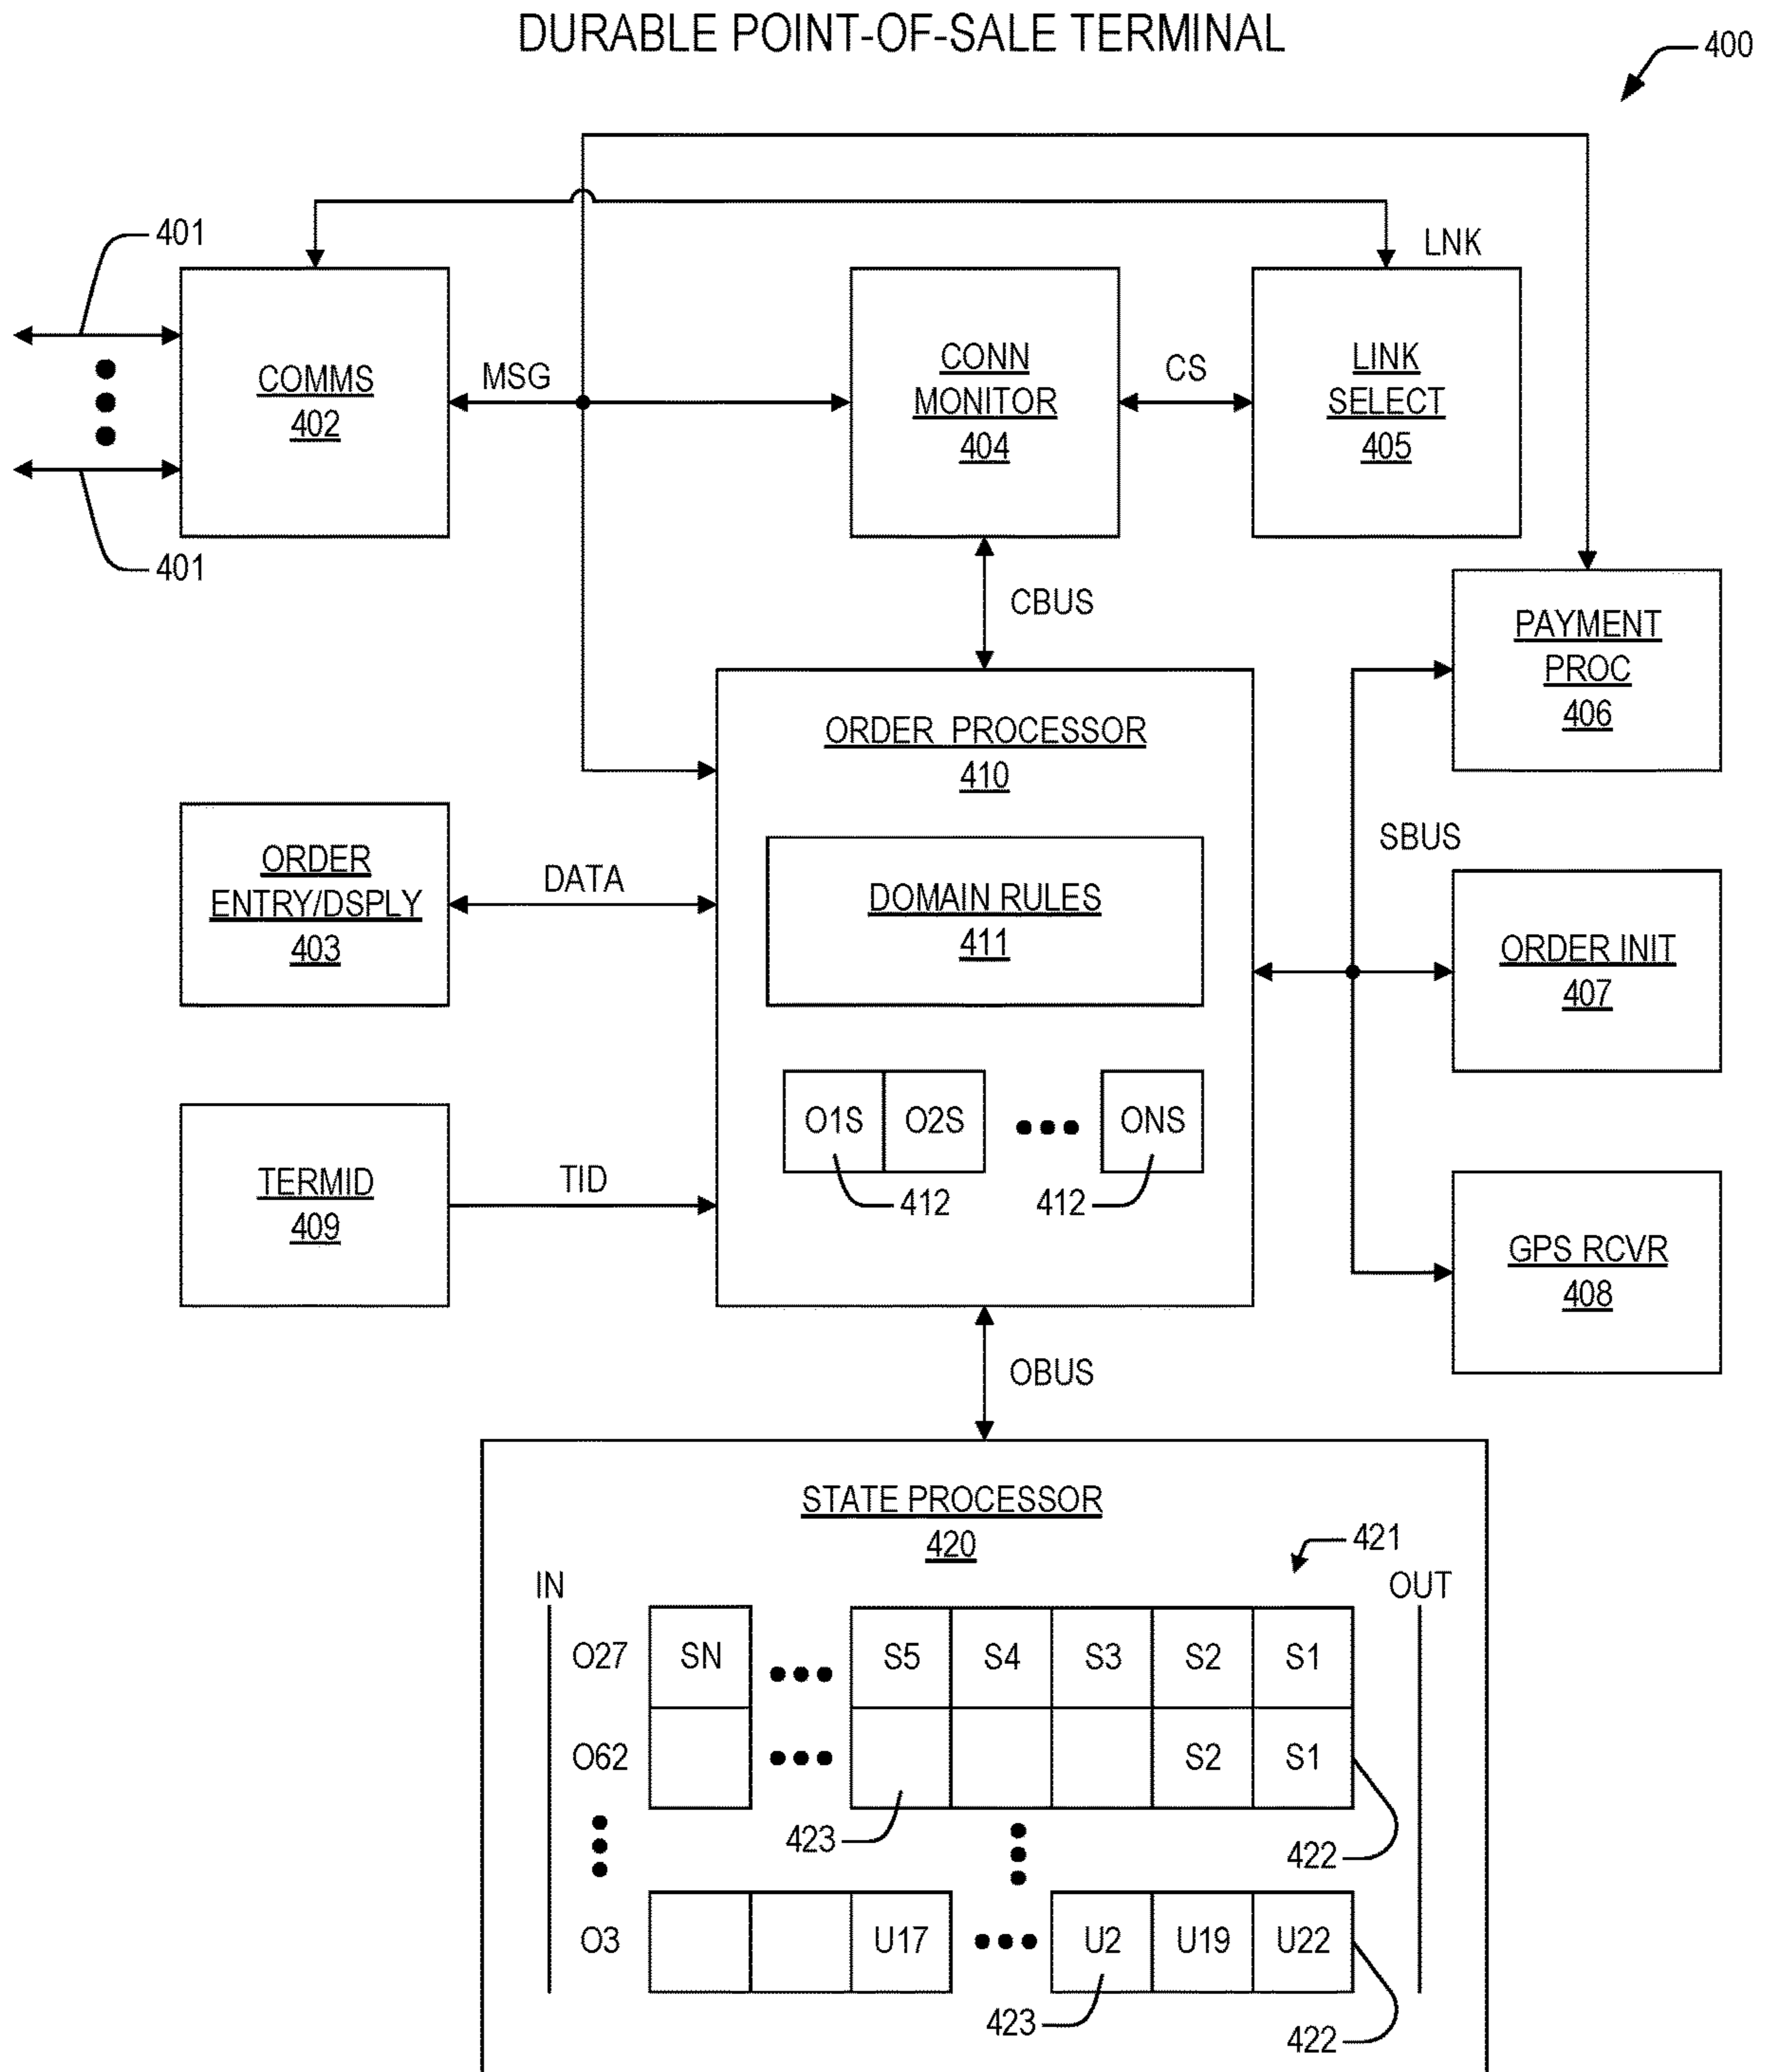 DURABLE POINT-OF-SALE TERMINAL
400
401
LNK
COMMS
402
MSG
CONN
MONITOR
404
CS
LINK
SELECT
405
401
CBUS
PAYMENT
PROC
406
ORDER PROCESSOR
410
SBUS
ORDER
ENTRY/DSPLY
403
DATA
DOMAIN RULES
411
ORDER INIT
407
O1S O2S ONS
412 412
TERMID
409
TID
GPS RCVR
408
OBUS
STATE PROCESSOR
420
421
IN OUT
O27 SN S5 S4 S3 S2 S1
O62 S2 S1
423 422
O3 U17 U2 U19 U22
423 422